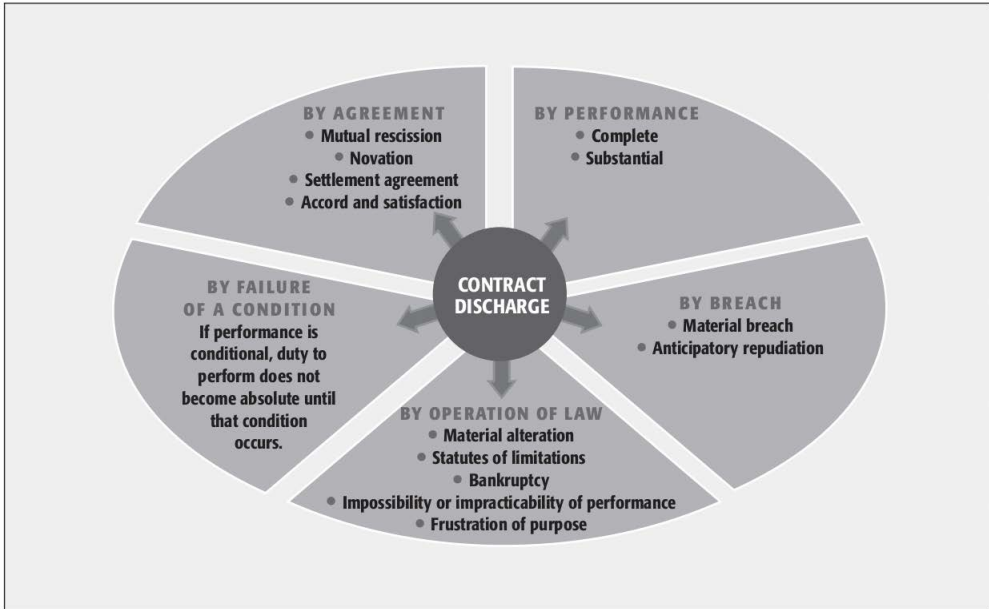 BY AGREEMENT
• Mutual rescission
• Novation
• Settlement agreement
• Accord and satisfaction
BY PERFORMANCE
• Complete
• Substantial
BY FAILURE
OF A CONDITION
If performance is
conditional, duty to
perform does not
become absolute until
that condition
occurs.
CONTRACT
DISCHARGE
BY BREACH
• Material breach
• Anticipatory repudiation
BY OPERATION OF LAW
• Material alteration
• Statutes of limitations
• Bankruptcy
• Impossibility or impracticability of performance
• Frustration of purpose